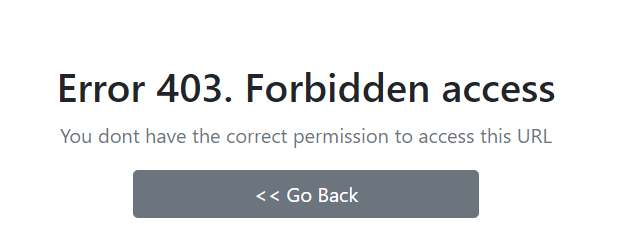 Error 403. Forbidden access
You dont have the correct permission to access this URL
<< Go Back